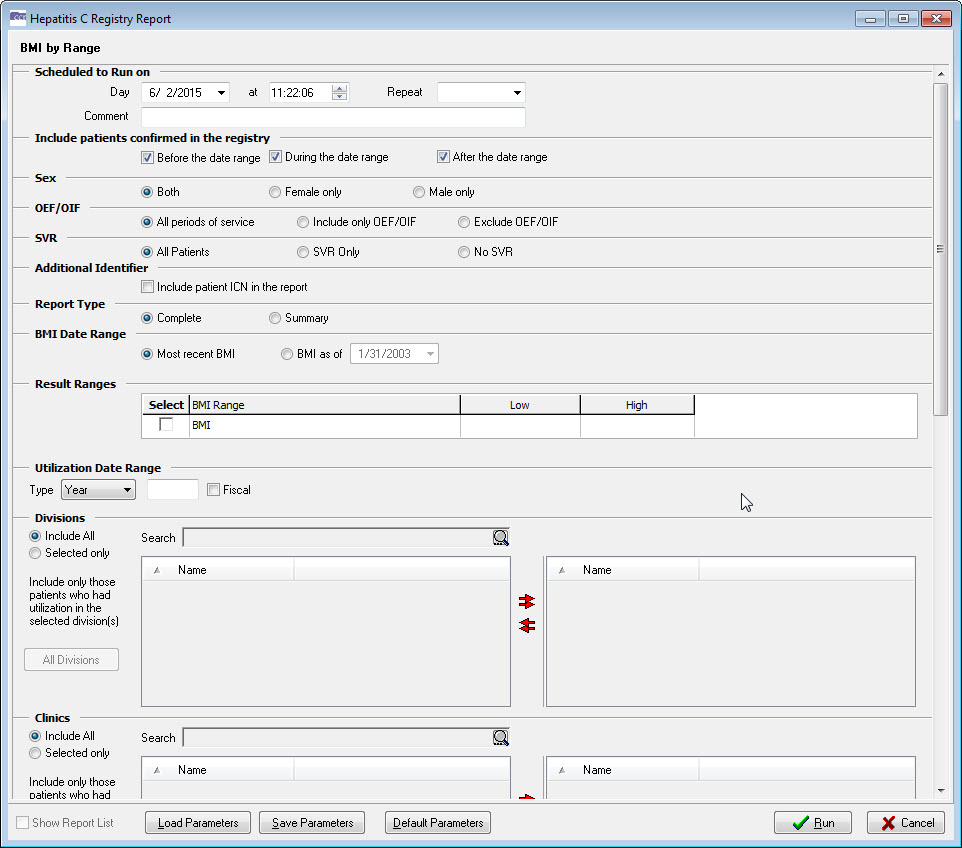 Hepatitis C Registry Report
BMI by Range
Scheduled to Run on
Day 6/ 2/2015 at 11:22:06 Repeat
Comment
Include patients confirmed in the registry
Before the date range During the date range After the date range
Sex
Both Female only Male only
OEF/OIF
All periods of service Include only OEF/OIF Exclude OEF/OIF
SVR
All Patients SVR Only No SVR
Additional Identifier
Include patient ICN in the report
Report Type
Complete Summary
BMI Date Range
Most recent BMI BMI as of 1/31/2003
Result Ranges
Select BMI Range Low High
BMI
Utilization Date Range
Type Year Fiscal
Divisions
Include All
Selected only
Search
Name Name
Include only those
patients who had
utilization in the
selected division(s)
All Divisions
Clinics
Include All
Selected only
Search
Name Name
Include only those
patients who had
Show Report List Load Parameters Save Parameters Default Parameters Run Cancel